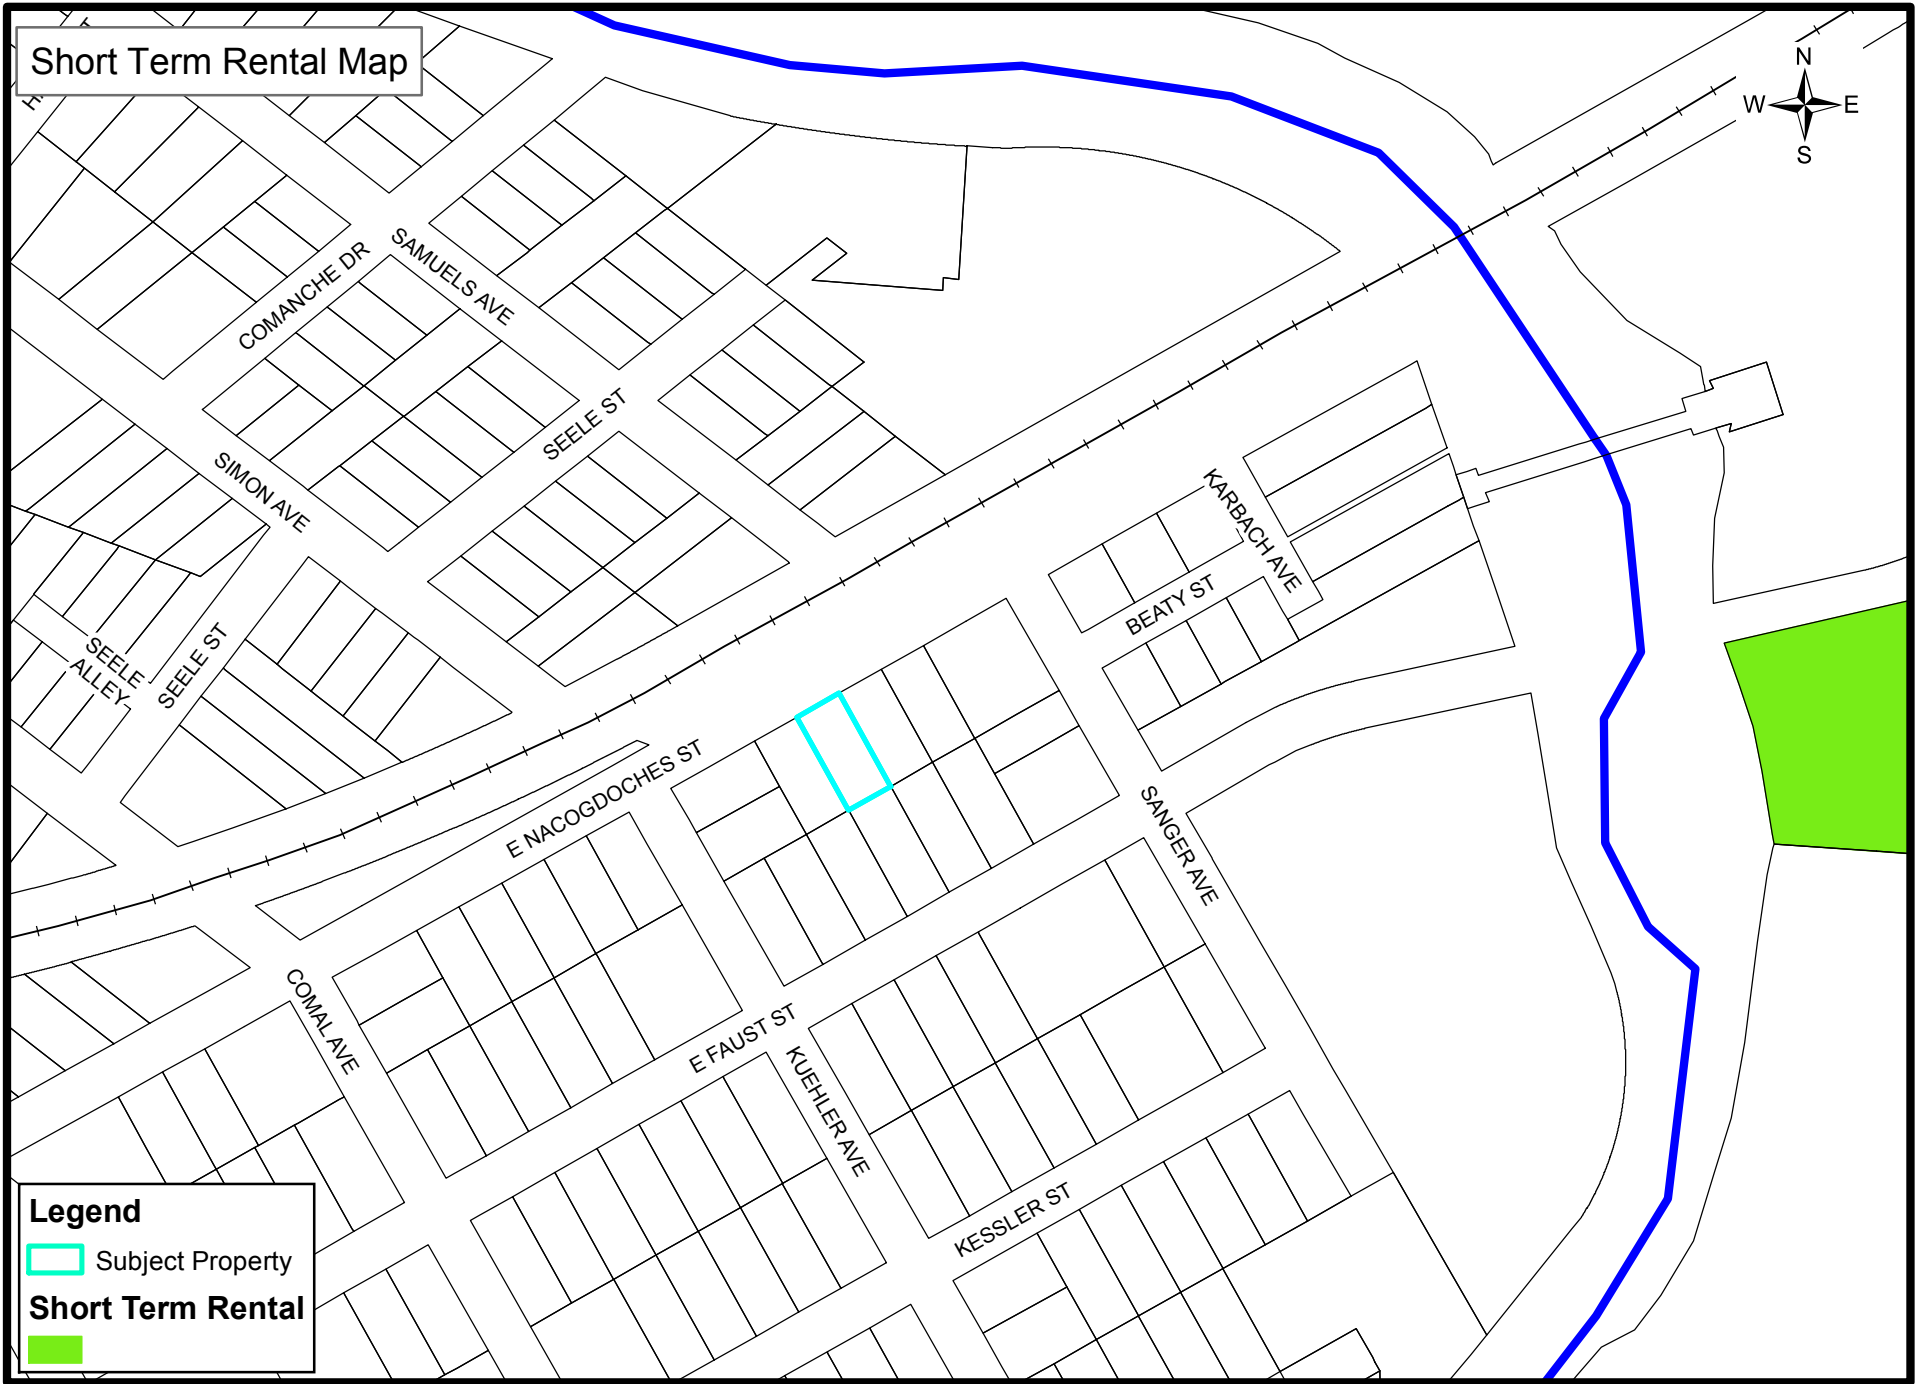 Short Term Rental Map
N
W E
S
COMANCHE DR
SAMUELS AVE
SEELE ST
SIMON AVE
KARBACH AVE
BEATY ST
SEELE
ALLEY
SEELE ST
E NACOGDOCHES ST
SANGER AVE
COMAL AVE
E FAUST ST
KUEHLER AVE
KESSLER ST
Legend
Subject Property
Short Term Rental